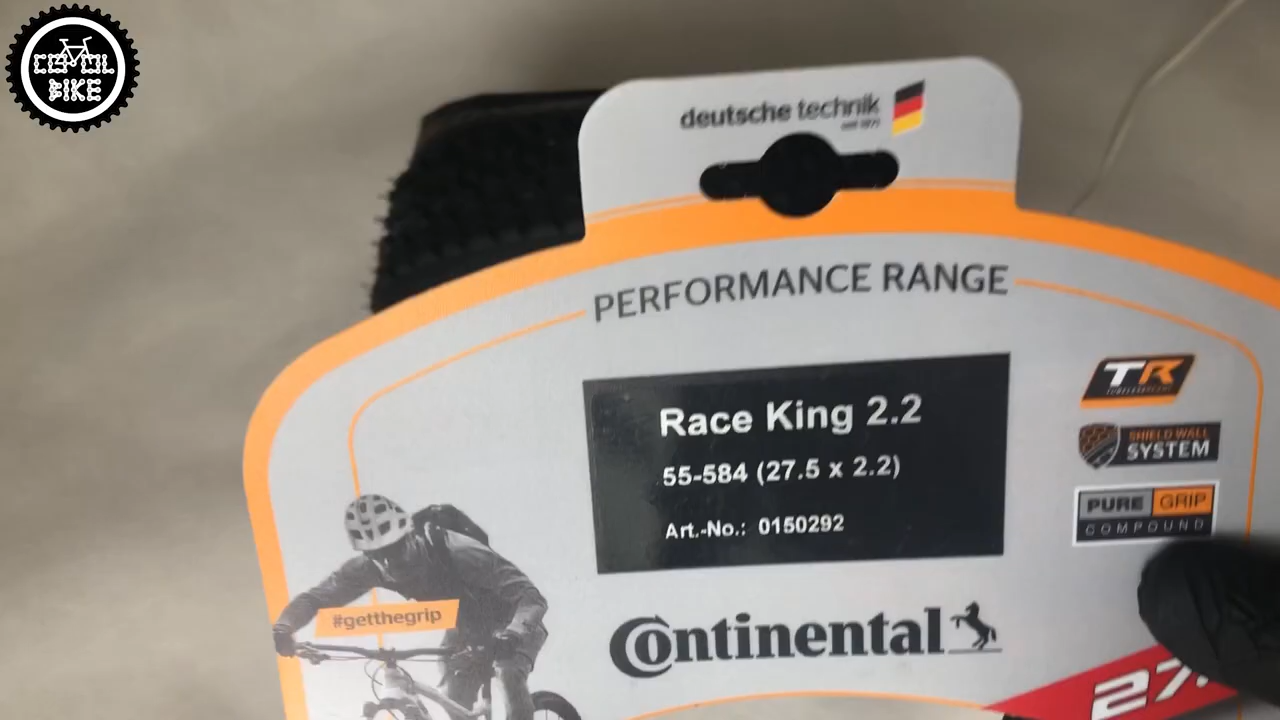 BIKE
deutsche technik
PERFORMANCE RANGE
Race King 2.2
55-584 (27.5 x 2.2)
Art.-No.: 0150292
TR
SHIELD WALL
SYSTEM
PURE GRIP
COMPOUND
#getthegrip
Continental